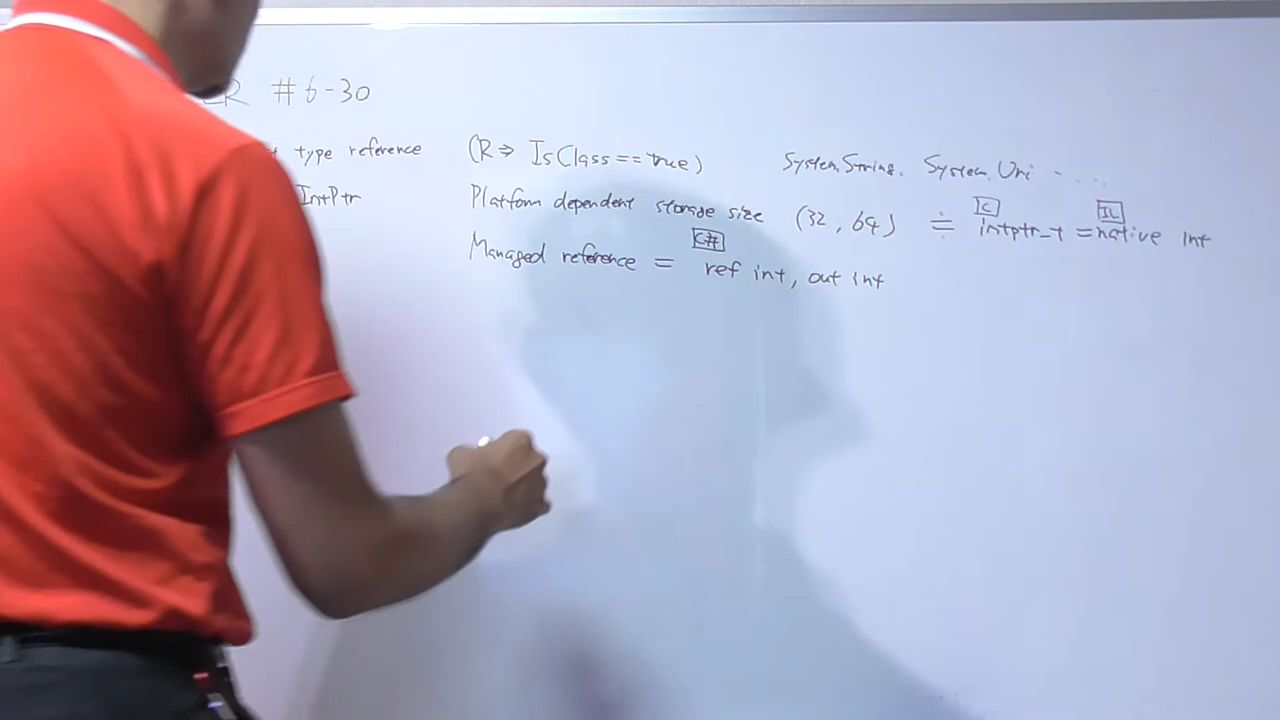 #6-30
type reference (R⇒ IsClass==true) System.String. System.Uri ....
IntPtr Platform dependent storage size (32, 64) ≒ [C] intptr_t = [IL] native int
Managed reference = [C#] ref int, out int